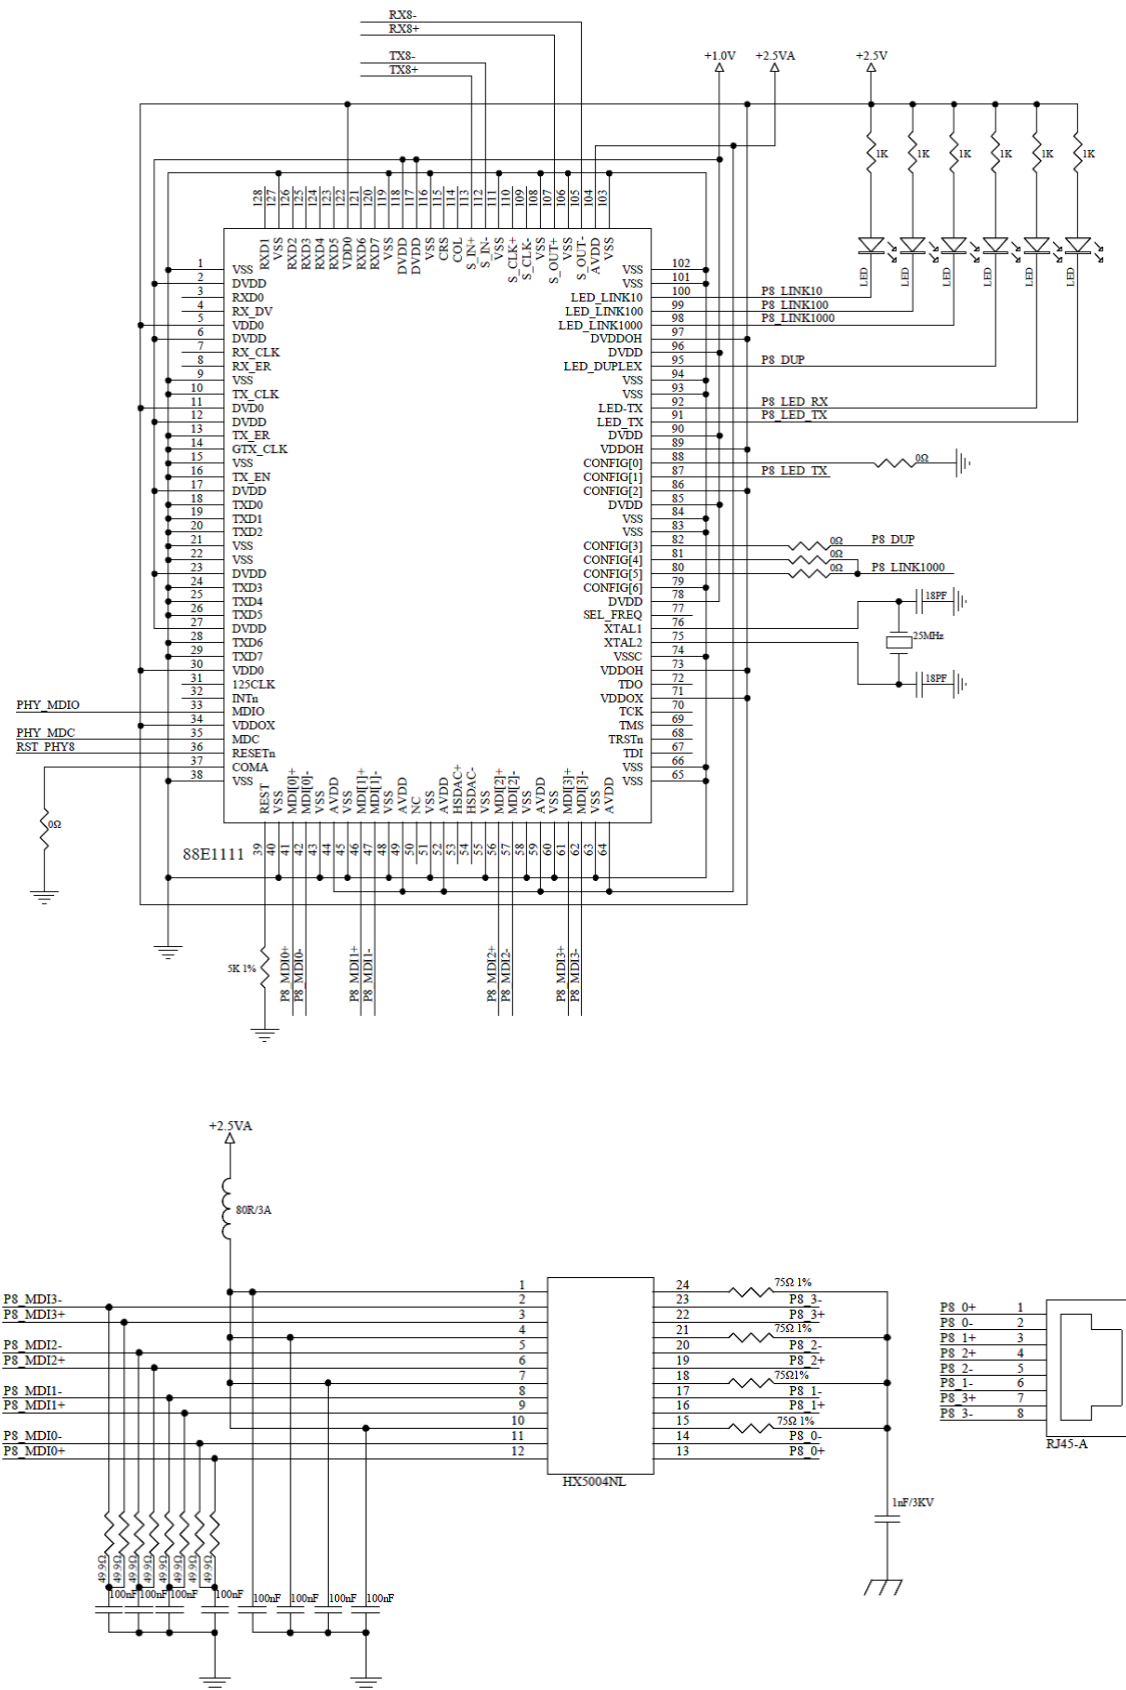 RX8-
RX8+
TX8-
TX8+
+1.0V +2.5VA +2.5V
1K 1K 1K 1K 1K 1K
128 127 126 125 124 123 122 121 120 119 118 117 116 115 114 113 112 111 110 109 108 107 106 105 104 103
RXD1 VSS RXD2 RXD3 RXD4 RXD5 VDD0 RXD6 RXD7 VSS DVDD DVDD VSS CRS COL S_IN+ S_IN- VSS S_CLK+ S_CLK- VSS S_OUT+ VSS S_OUT- AVDD VSS
LED LED LED LED LED LED
1 VSS VSS 102
2 DVDD VSS 101
3 RXD0 LED_LINK10 100 P8_LINK10
4 RX_DV LED_LINK100 99 P8_LINK100
5 VDD0 LED_LINK1000 98 P8_LINK1000
6 DVDD DVDDOH 97
7 RX_CLK DVDD 96
8 RX_ER LED_DUPLEX 95 P8_DUP
9 VSS VSS 94
10 TX_CLK VSS 93
11 DVD0 LED-TX 92 P8_LED_RX
12 DVDD LED_TX 91 P8_LED_TX
13 TX_ER DVDD 90
14 GTX_CLK VDDOH 89
15 VSS CONFIG[0] 88 0Ω
16 TX_EN CONFIG[1] 87 P8_LED_TX
17 DVDD CONFIG[2] 86
18 TXD0 DVDD 85
19 TXD1 VSS 84
20 TXD2 VSS 83
21 VSS CONFIG[3] 82 0Ω P8_DUP
22 VSS CONFIG[4] 81 0Ω
23 DVDD CONFIG[5] 80 0Ω P8_LINK1000
24 TXD3 CONFIG[6] 79
25 TXD4 DVDD 78 18PF
26 TXD5 SEL_FREQ 77
27 DVDD XTAL1 76
28 TXD6 XTAL2 75 25MHz
29 TXD7 VSSC 74
30 VDD0 VDDOH 73
31 125CLK TDO 72 18PF
32 INTn VDDOX 71
PHY_MDIO 33 MDIO TCK 70
34 VDDOX TMS 69
PHY_MDC 35 MDC TRSTn 68
RST_PHY8 36 RESETn TDI 67
37 COMA VSS 66
38 VSS VSS 65
RESET VSS MDI[0]+ MDI[0]- VSS AVDD VSS MDI[1]+ MDI[1]- VSS AVDD NC VSS AVDD HSDAC+ HSDAC- VSS MDI[2]+ MDI[2]- VSS AVDD VSS MDI[3]+ MDI[3]- VSS AVDD
0Ω
88E1111
39 40 41 42 43 44 45 46 47 48 49 50 51 52 53 54 55 56 57 58 59 60 61 62 63 64
5K 1%
P8_MDI0+ P8_MDI0- P8_MDI1+ P8_MDI1- P8_MDI2+ P8_MDI2- P8_MDI3+ P8_MDI3-
+2.5VA
80R/3A
1 24 75Ω 1%
P8_MDI3- 2 23 P8_3-
P8_MDI3+ 3 22 P8_3+
4 21 75Ω 1%
P8_MDI2- 5 20 P8_2-
P8_MDI2+ 6 19 P8_2+
7 18 75Ω1%
P8_MDI1- 8 17 P8_1-
P8_MDI1+ 9 16 P8_1+
10 15 75Ω 1%
P8_MDI0- 11 14 P8_0-
P8_MDI0+ 12 13 P8_0+
HX5004NL
P8_0+ 1
P8_0- 2
P8_1+ 3
P8_2+ 4
P8_2- 5
P8_1- 6
P8_3+ 7
P8_3- 8
RJ45-A
1nF/3KV
49.9Ω 49.9Ω 49.9Ω 49.9Ω 49.9Ω 49.9Ω 49.9Ω 49.9Ω
100nF 100nF 100nF 100nF 100nF 100nF 100nF 100nF